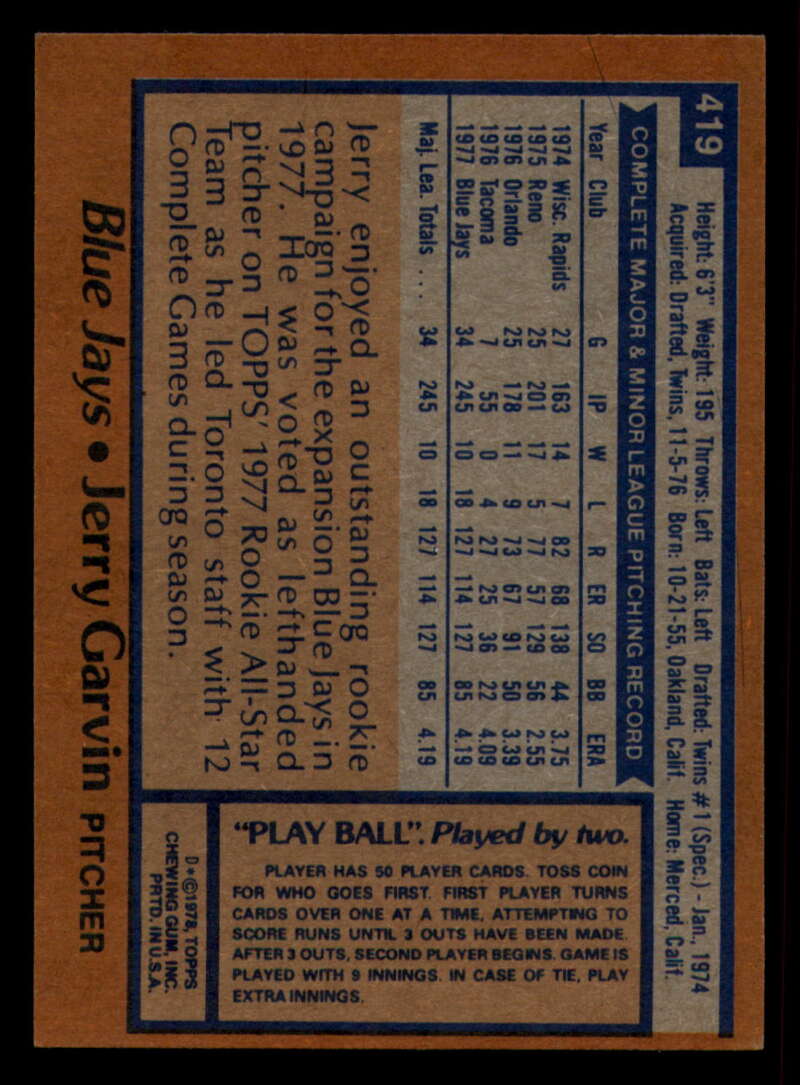 419
Height: 6'3" Weight: 195 Throws: Left Bats: Left Drafted: Twins #1 (Spec.) - Jan., 1974
Acquired: Drafted, Twins, 11-5-76 Born: 10-21-55, Oakland, Calif. Home: Merced, Calif.
COMPLETE MAJOR & MINOR LEAGUE PITCHING RECORD
Year Club G IP W L R ER SO BB ERA
1974 Wisc. Rapids 27 163 14 7 82 68 138 44 3.75
1975 Reno 25 201 17 5 77 57 129 56 2.55
1976 Orlando 25 178 11 9 73 67 91 50 3.39
1976 Tacoma 7 55 0 4 27 25 36 22 4.09
1977 Blue Jays 34 245 10 18 127 114 127 85 4.19
Maj. Lea. Totals . . . 34 245 10 18 127 114 127 85 4.19
Jerry enjoyed an outstanding rookie
campaign for the expansion Blue Jays in
1977. He was voted as lefthanded
pitcher on TOPPS' 1977 Rookie All-Star
Team as he led Toronto staff with 12
Complete Games during season.
"PLAY BALL". Played by two.
PLAYER HAS 50 PLAYER CARDS. TOSS COIN
FOR WHO GOES FIRST. FIRST PLAYER TURNS
CARDS OVER ONE AT A TIME, ATTEMPTING TO
SCORE RUNS UNTIL 3 OUTS HAVE BEEN MADE.
AFTER 3 OUTS, SECOND PLAYER BEGINS. GAME IS
PLAYED WITH 9 INNINGS. IN CASE OF TIE, PLAY
EXTRA INNINGS.
D*©1978, TOPPS
CHEWING GUM, INC.
PRTD. IN U.S.A.
Blue Jays • Jerry Garvin PITCHER